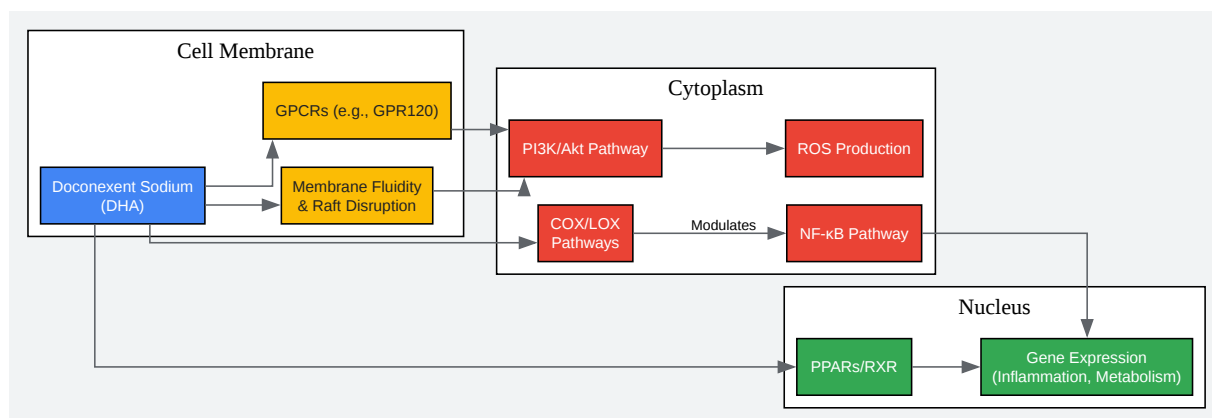 Cell Membrane
GPCRs (e.g., GPR120)
Doconexent Sodium
(DHA)
Membrane Fluidity
& Raft Disruption
Cytoplasm
PI3K/Akt Pathway
ROS Production
COX/LOX
Pathways
Modulates
NF-κB Pathway
Nucleus
PPARs/RXR
Gene Expression
(Inflammation, Metabolism)